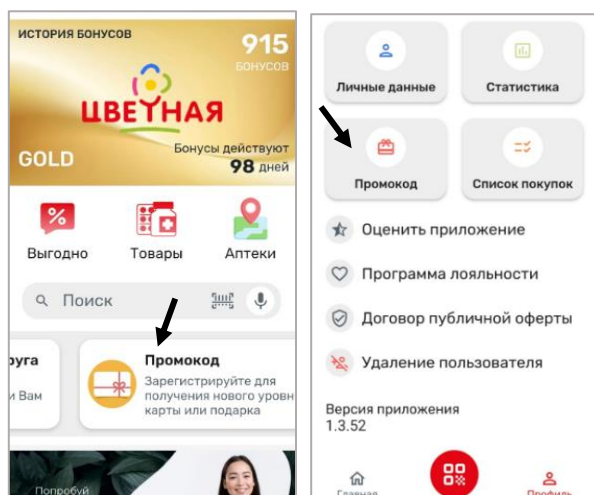 ИСТОРИЯ БОНУСОВ
915
БОНУСОВ
ЦВЕТНАЯ
GOLD
Бонусы действуют
98 дней
Выгодно
Товары
Аптеки
Поиск
руга
и Вам
Промокод
Зарегистрируйте для
получения нового уровн
карты или подарка
Попробуй
Личные данные
Статистика
Промокод
Список покупок
Оценить приложение
Программа лояльности
Договор публичной оферты
Удаление пользователя
Версия приложения
1.3.52
Главная
Профиль